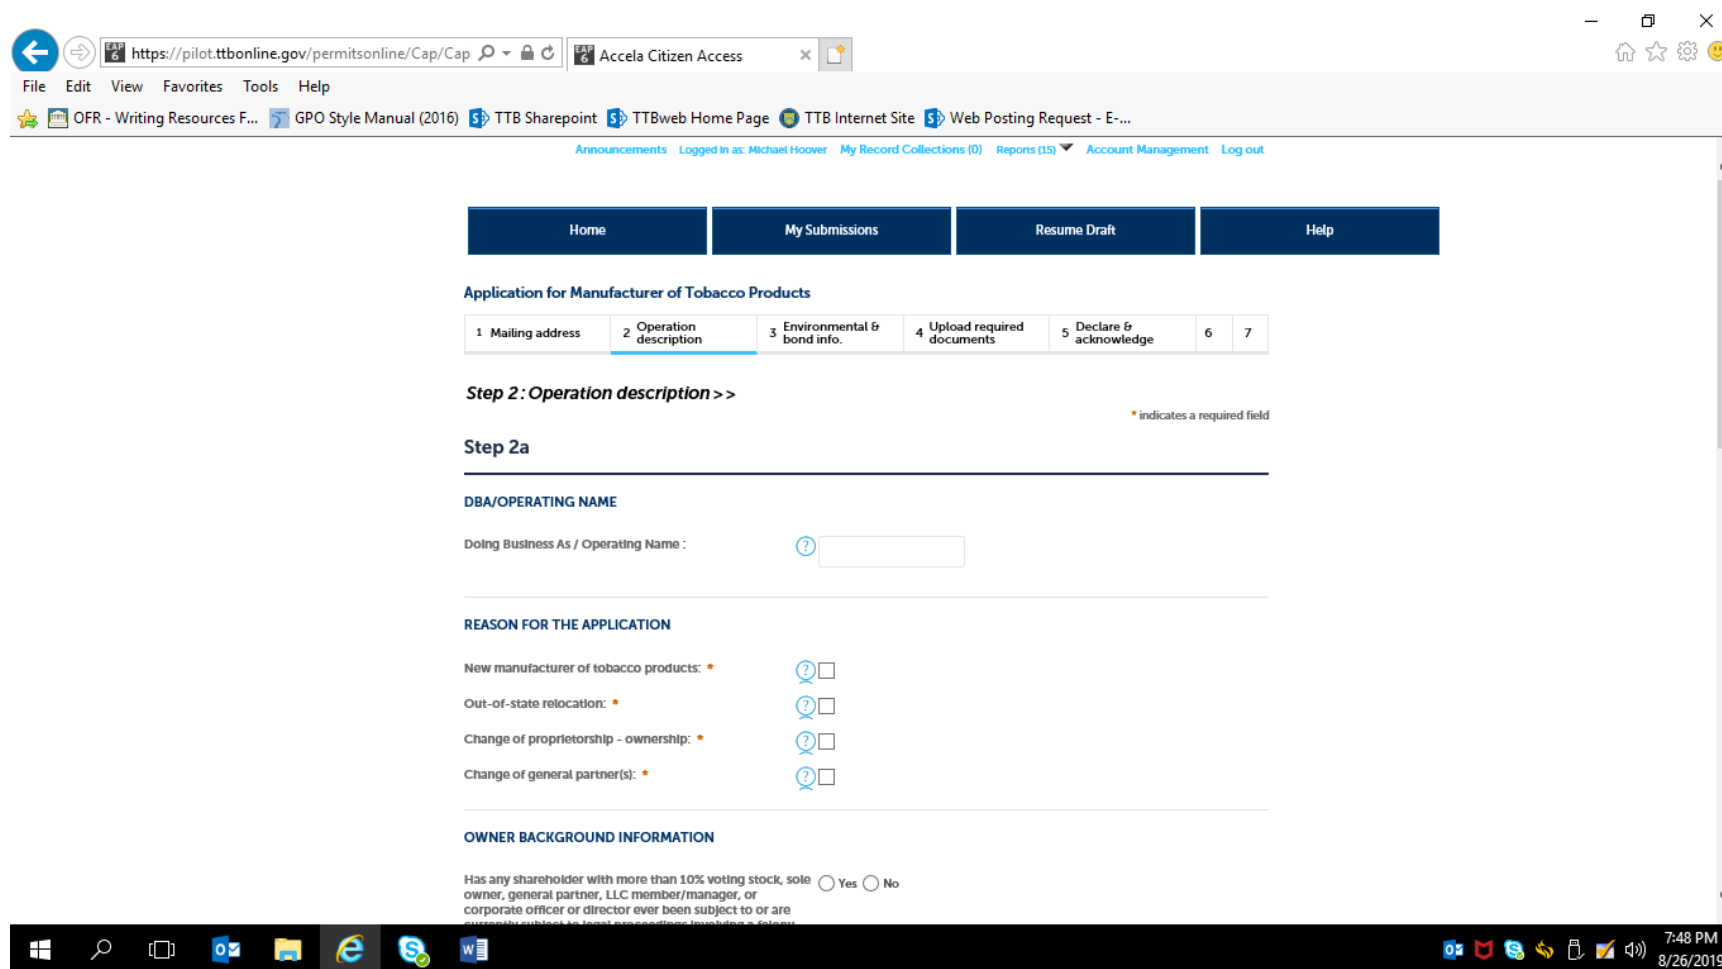 https://pilot.ttbonline.gov/permitsonline/Cap/Cap
Accela Citizen Access
File Edit View Favorites Tools Help
OFR - Writing Resources F... GPO Style Manual (2016) TTB Sharepoint TTBweb Home Page TTB Internet Site Web Posting Request - E-...
Announcements Logged in as: Michael Hoover My Record Collections (0) Reports (15) Account Management Log out
Home My Submissions Resume Draft Help
Application for Manufacturer of Tobacco Products
1 Mailing address 2 Operation description 3 Environmental & bond info. 4 Upload required documents 5 Declare & acknowledge 6 7
Step 2: Operation description>>
* indicates a required field
Step 2a
DBA/OPERATING NAME
Doing Business As / Operating Name :
REASON FOR THE APPLICATION
New manufacturer of tobacco products: *
Out-of-state relocation: *
Change of proprietorship - ownership: *
Change of general partner(s): *
OWNER BACKGROUND INFORMATION
Has any shareholder with more than 10% voting stock, sole Yes No
owner, general partner, LLC member/manager, or
corporate officer or director ever been subject to or are
currently subject to legal proceedings involving a felony
7:48 PM
8/26/2019